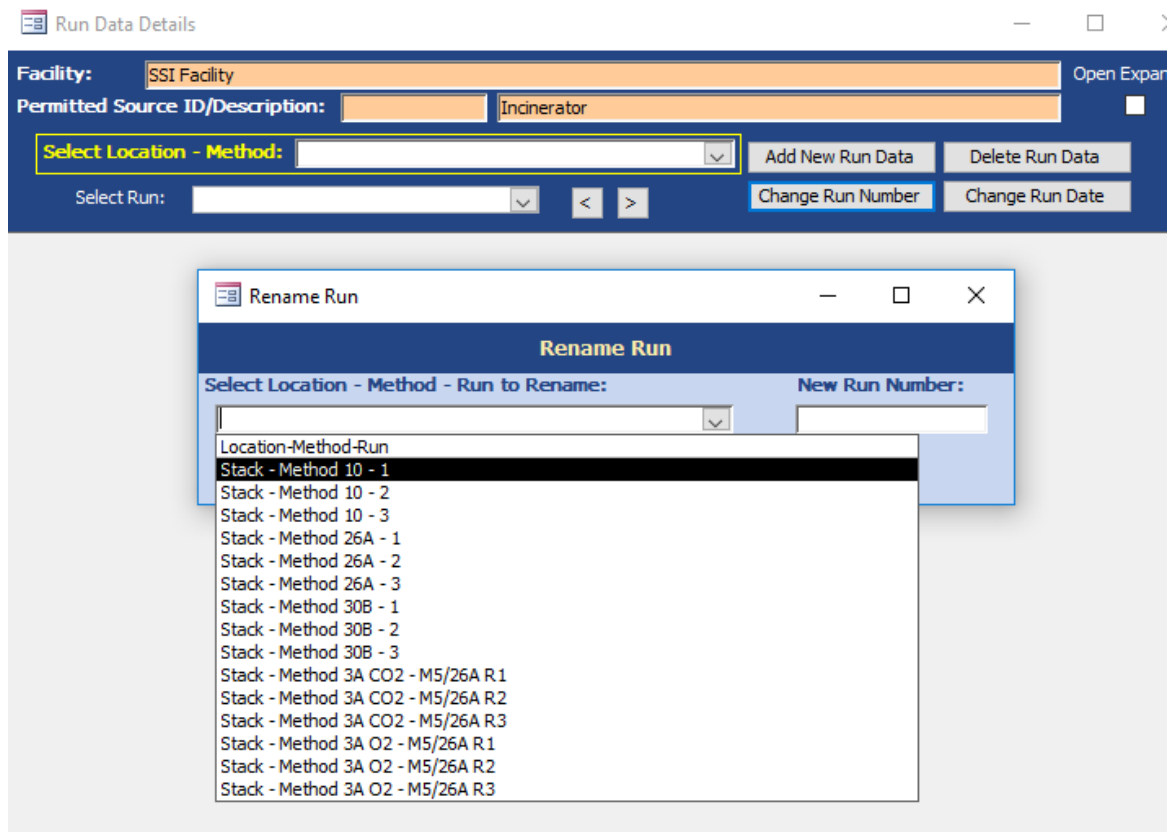 Run Data Details
Facility: SSI Facility Open Expan
Permitted Source ID/Description: Incinerator
Select Location - Method: Add New Run Data Delete Run Data
Select Run: < > Change Run Number Change Run Date
Rename Run
Rename Run
Select Location - Method - Run to Rename: New Run Number:
Location-Method-Run
Stack - Method 10 - 1
Stack - Method 10 - 2
Stack - Method 10 - 3
Stack - Method 26A - 1
Stack - Method 26A - 2
Stack - Method 26A - 3
Stack - Method 30B - 1
Stack - Method 30B - 2
Stack - Method 30B - 3
Stack - Method 3A CO2 - M5/26A R1
Stack - Method 3A CO2 - M5/26A R2
Stack - Method 3A CO2 - M5/26A R3
Stack - Method 3A O2 - M5/26A R1
Stack - Method 3A O2 - M5/26A R2
Stack - Method 3A O2 - M5/26A R3